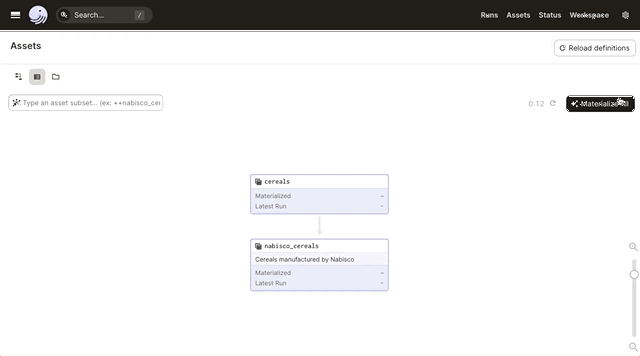 Search... /
Runs Assets Status Workspace
Assets
Reload definitions
Type an asset subset... (ex: ++nabisco_cer
0:12
Materialize all
cereals
Materialized –
Latest Run –
nabisco_cereals
Cereals manufactured by Nabisco
Materialized –
Latest Run –